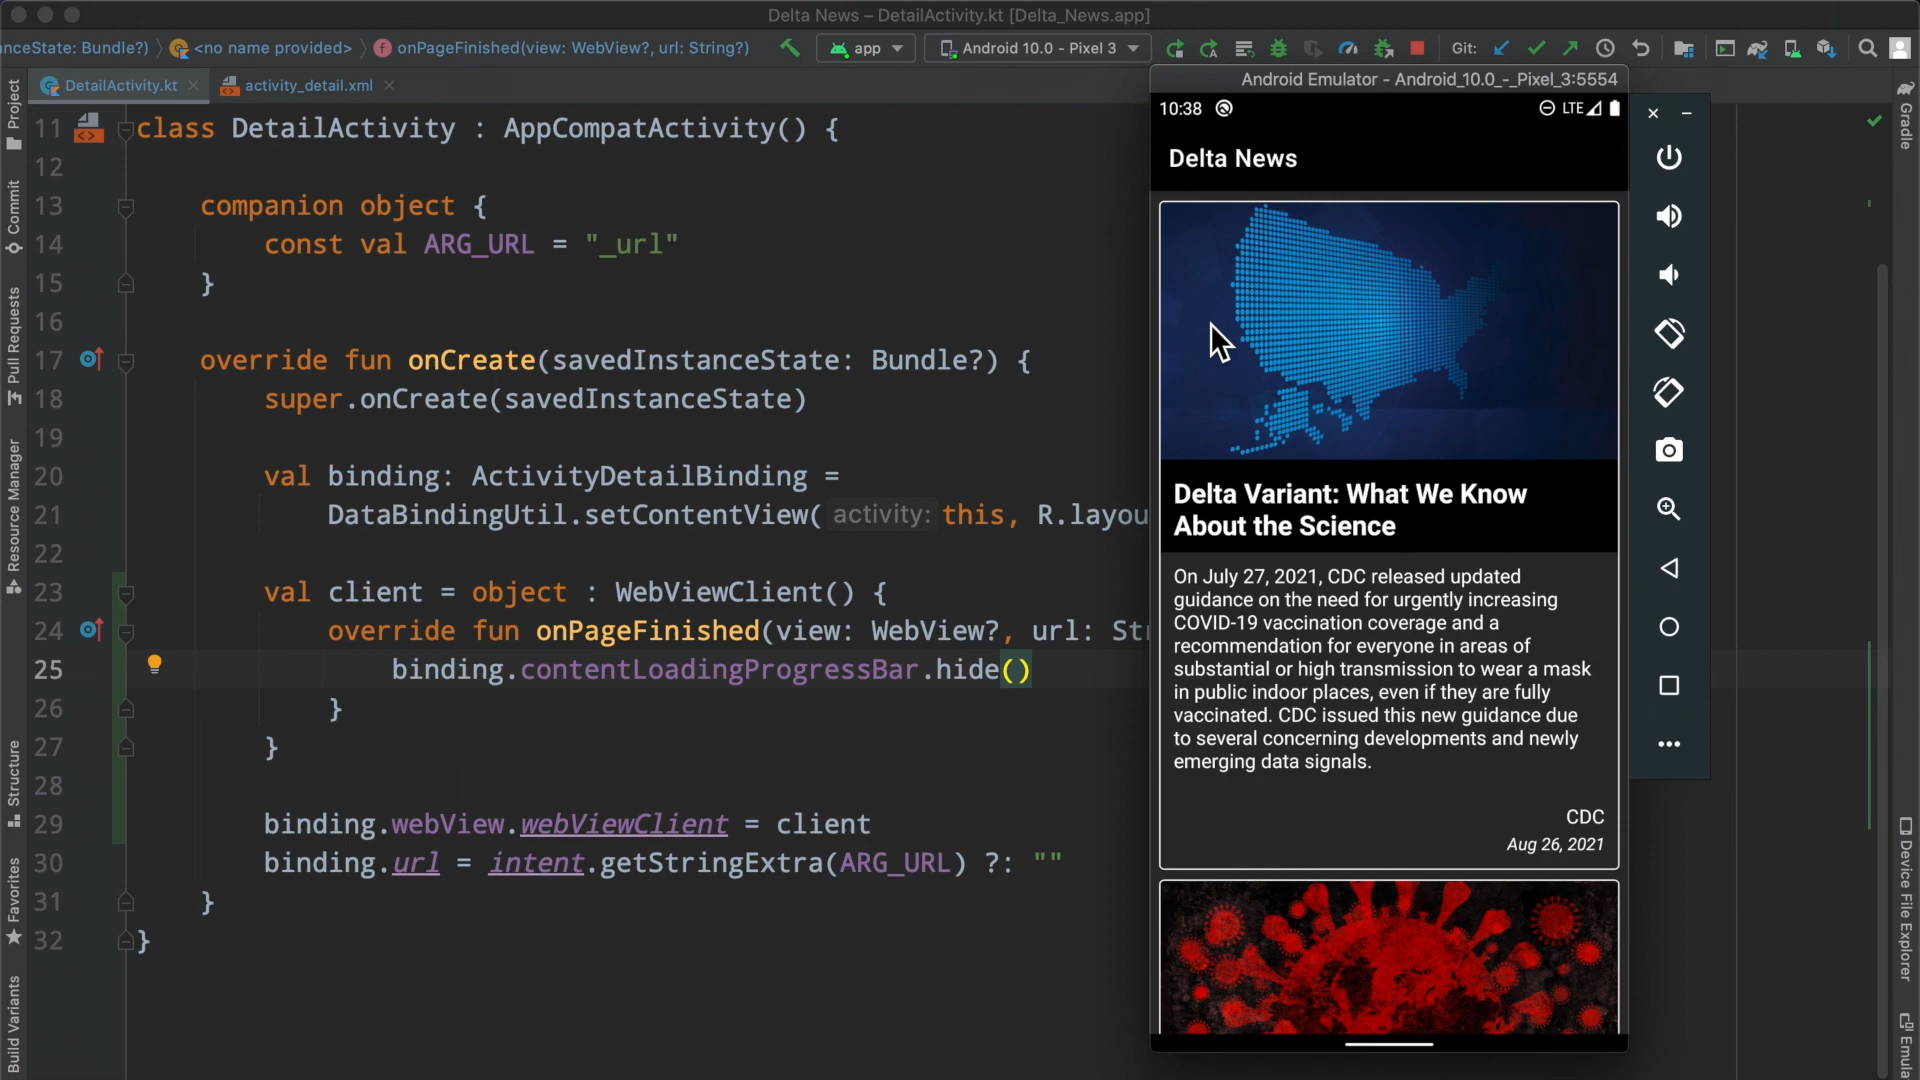 Delta News – DetailActivity.kt [Delta_News.app]
nceState: Bundle?) <no name provided> onPageFinished(view: WebView?, url: String?) app Android 10.0 - Pixel 3 Git:
DetailActivity.kt activity_detail.xml
Project
Commit
Pull Requests
Resource Manager
Structure
Favorites
Build Variants
11 class DetailActivity : AppCompatActivity() {
12
13 companion object {
14 const val ARG_URL = "_url"
15 }
16
17 override fun onCreate(savedInstanceState: Bundle?) {
18 super.onCreate(savedInstanceState)
19
20 val binding: ActivityDetailBinding =
21 DataBindingUtil.setContentView( activity: this, R.layou
22
23 val client = object : WebViewClient() {
24 override fun onPageFinished(view: WebView?, url: St
25 binding.contentLoadingProgressBar.hide()
26 }
27 }
28
29 binding.webView.webViewClient = client
30 binding.url = intent.getStringExtra(ARG_URL) ?: ""
31 }
32 }
Android Emulator - Android_10.0_-_Pixel_3:5554
10:38 LTE
Delta News
Delta Variant: What We Know
About the Science
On July 27, 2021, CDC released updated
guidance on the need for urgently increasing
COVID-19 vaccination coverage and a
recommendation for everyone in areas of
substantial or high transmission to wear a mask
in public indoor places, even if they are fully
vaccinated. CDC issued this new guidance due
to several concerning developments and newly
emerging data signals.
CDC
Aug 26, 2021
Gradle
Device File Explorer
Emula